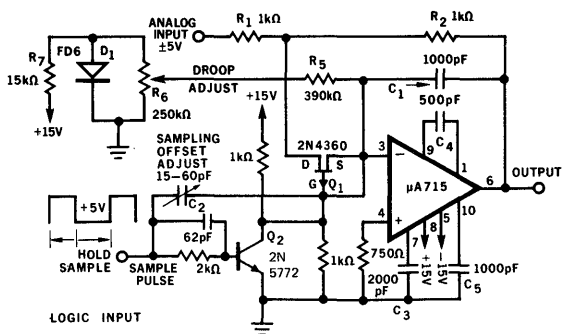 ANALOG
INPUT
±5V
R1 1kΩ
R2 1kΩ
R7
15kΩ
FD6
D1
+15V
R6
250kΩ
DROOP
ADJUST
R5
390kΩ
1000pF
C1
500pF
C4
+15V
1kΩ
2N4360
D S
G Q1
SAMPLING
OFFSET
ADJUST
15-60pF
C2
62pF
2kΩ
Q2
2N
5772
1kΩ
+5V
HOLD
SAMPLE
SAMPLE
PULSE
LOGIC INPUT
3
−
4
+
9
1
μA715
6
OUTPUT
7
8
5
10
+15V
-15V
750Ω
2000
pF
C3
1000pF
C5